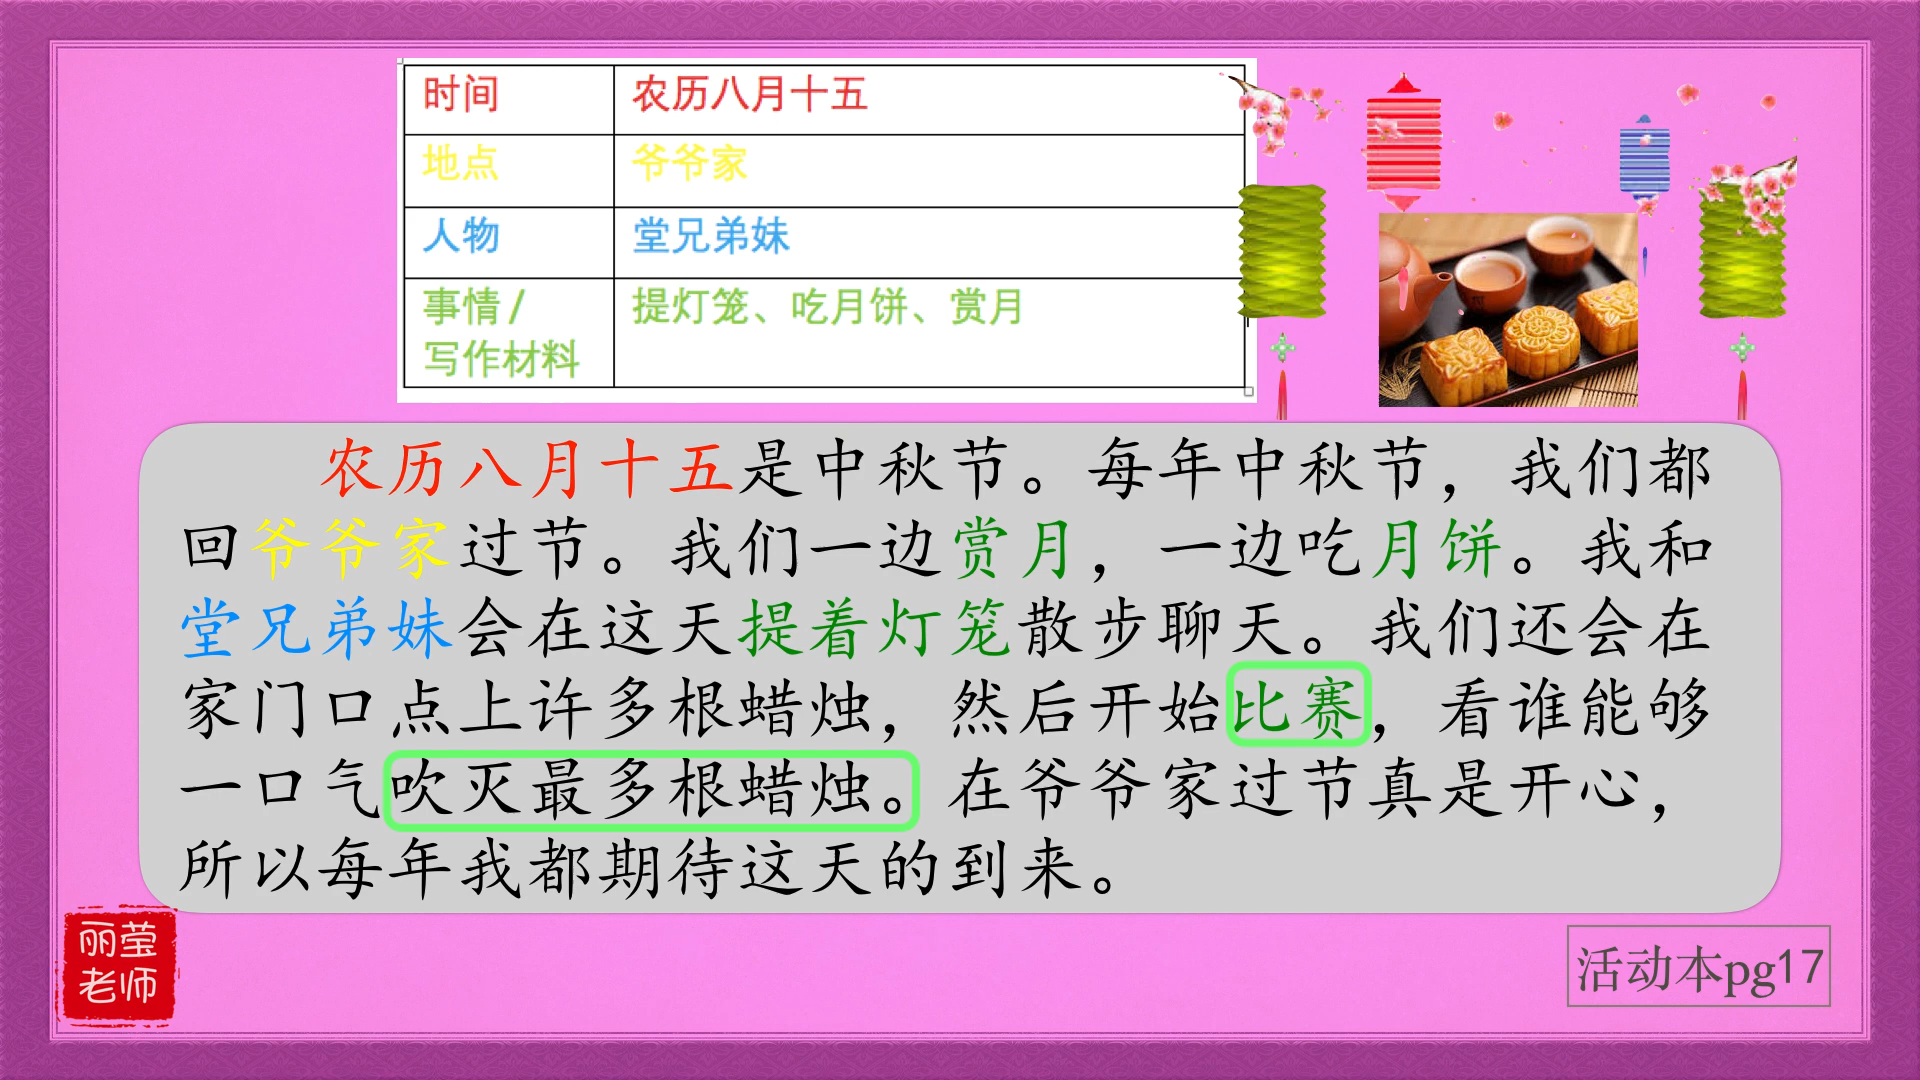 时间 农历八月十五
地点 爷爷家
人物 堂兄弟妹
事情/ 提灯笼、吃月饼、赏月
写作材料
农历八月十五是中秋节。每年中秋节，我们都
回爷爷家过节。我们一边赏月，一边吃月饼。我和
堂兄弟妹会在这天提着灯笼散步聊天。我们还会在
家门口点上许多根蜡烛，然后开始比赛，看谁能够
一口气吹灭最多根蜡烛。在爷爷家过节真是开心，
所以每年我都期待这天的到来。
丽莹
老师
活动本pg17